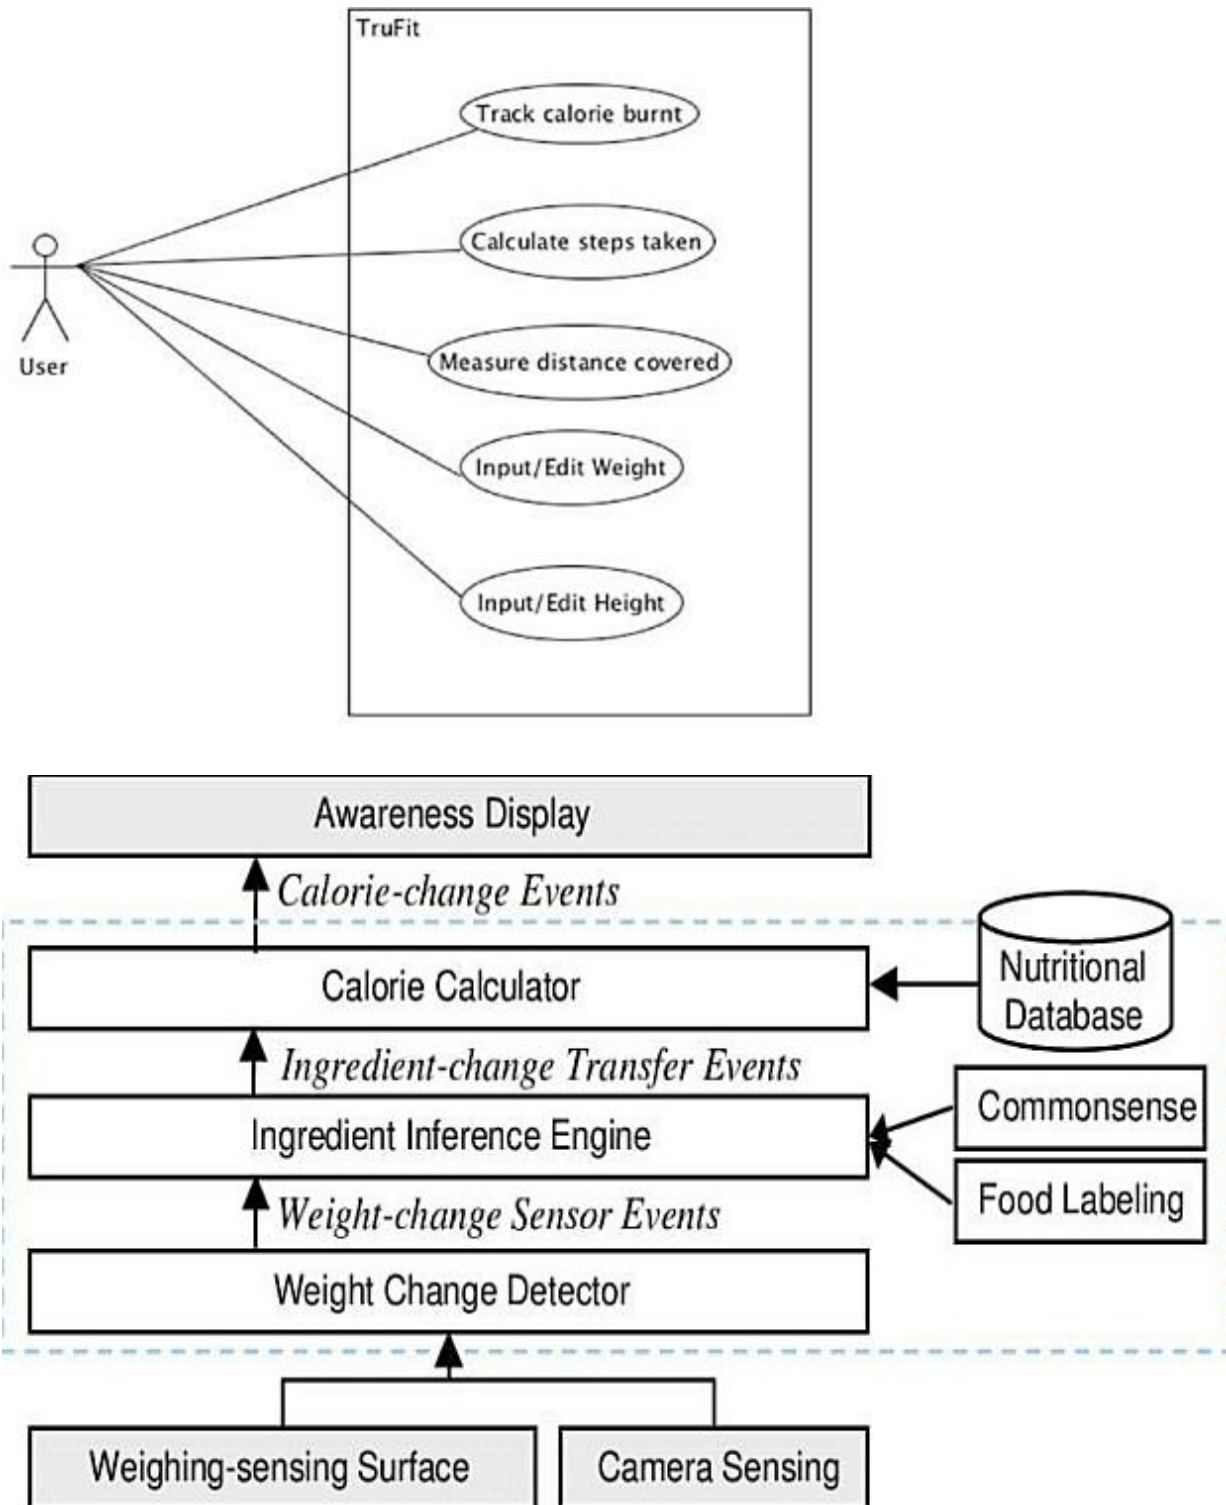 TruFit
Track calorie burnt
Calculate steps taken
Measure distance covered
User
Input/Edit Weight
Input/Edit Height
Awareness Display
Calorie-change Events
Calorie Calculator
Nutritional
Database
Ingredient-change Transfer Events
Ingredient Inference Engine
Commonsense
Food Labeling
Weight-change Sensor Events
Weight Change Detector
Weighing-sensing Surface
Camera Sensing